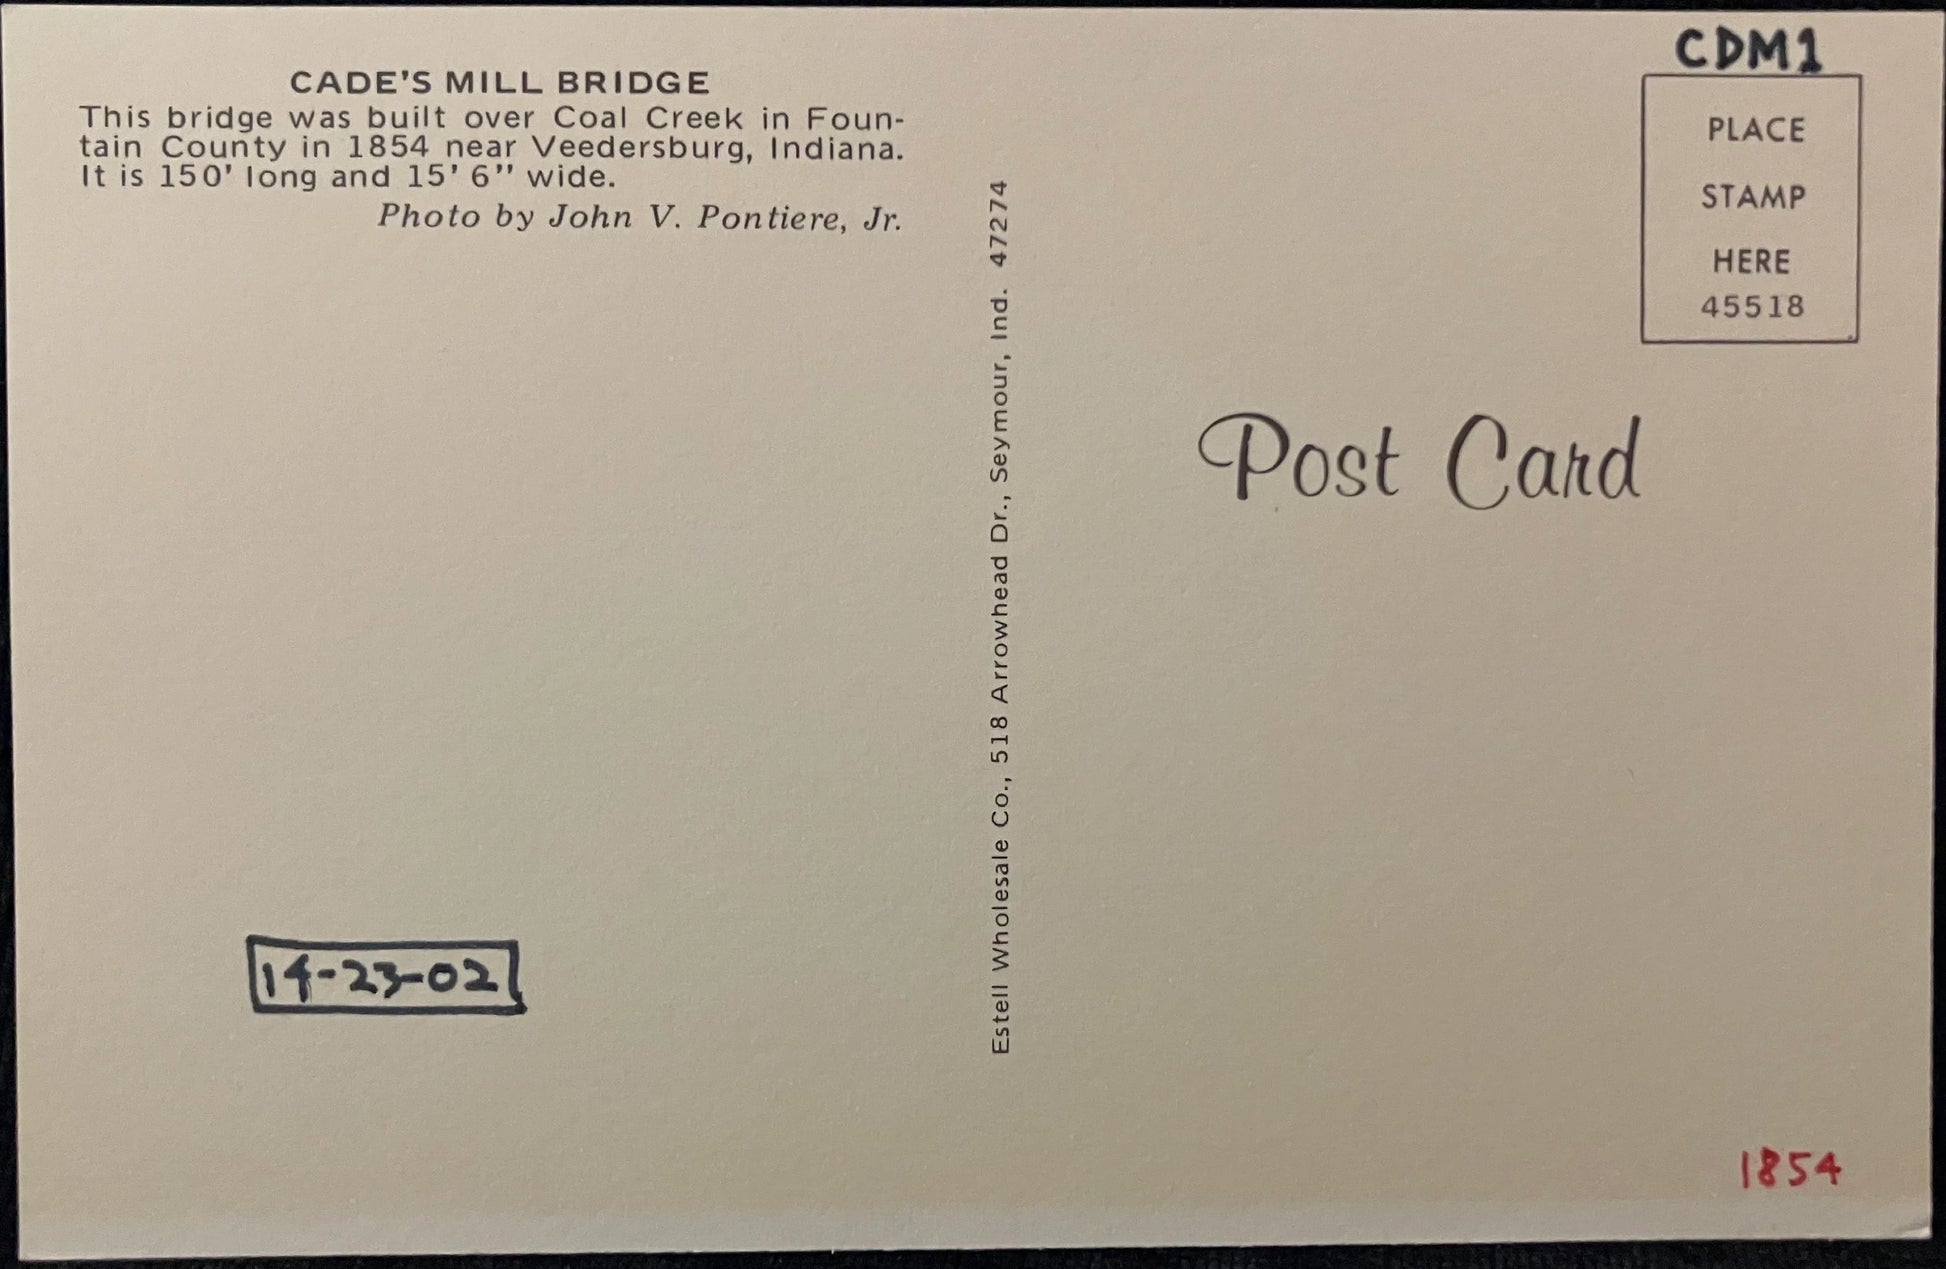 CADE'S MILL BRIDGE
This bridge was built over Coal Creek in Foun-
tain County in 1854 near Veedersburg, Indiana.
It is 150' long and 15' 6" wide.
Photo by John V. Pontiere, Jr.
14-23-02
Estell Wholesale Co., 518 Arrowhead Dr., Seymour, Ind. 47274
CDM1
PLACE
STAMP
HERE
45518
Post Card
1854